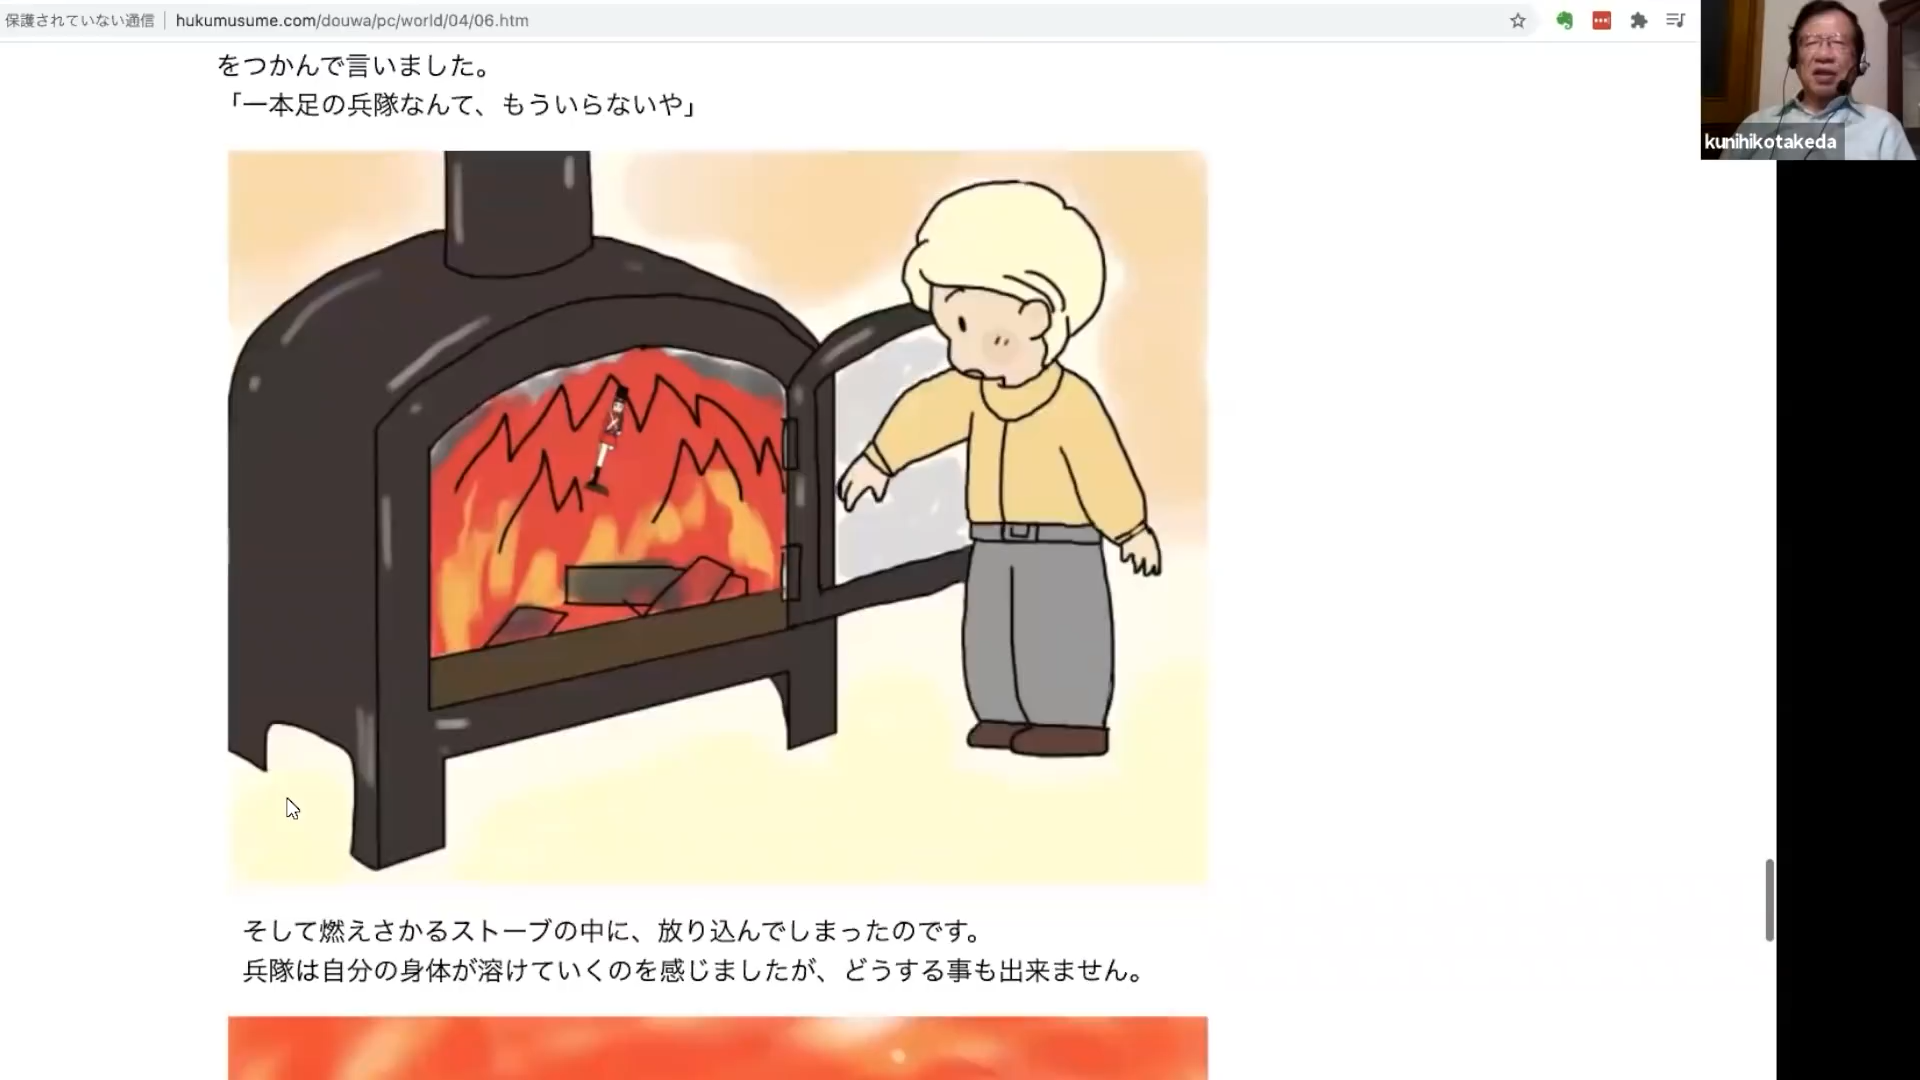 保護されていない通信 hukumusume.com/douwa/pc/world/04/06.htm
kunihikotakeda
をつかんで言いました。
「一本足の兵隊なんて、もういらないや」
そして燃えさかるストーブの中に、放り込んでしまったのです。
兵隊は自分の身体が溶けていくのを感じましたが、どうする事も出来ません。